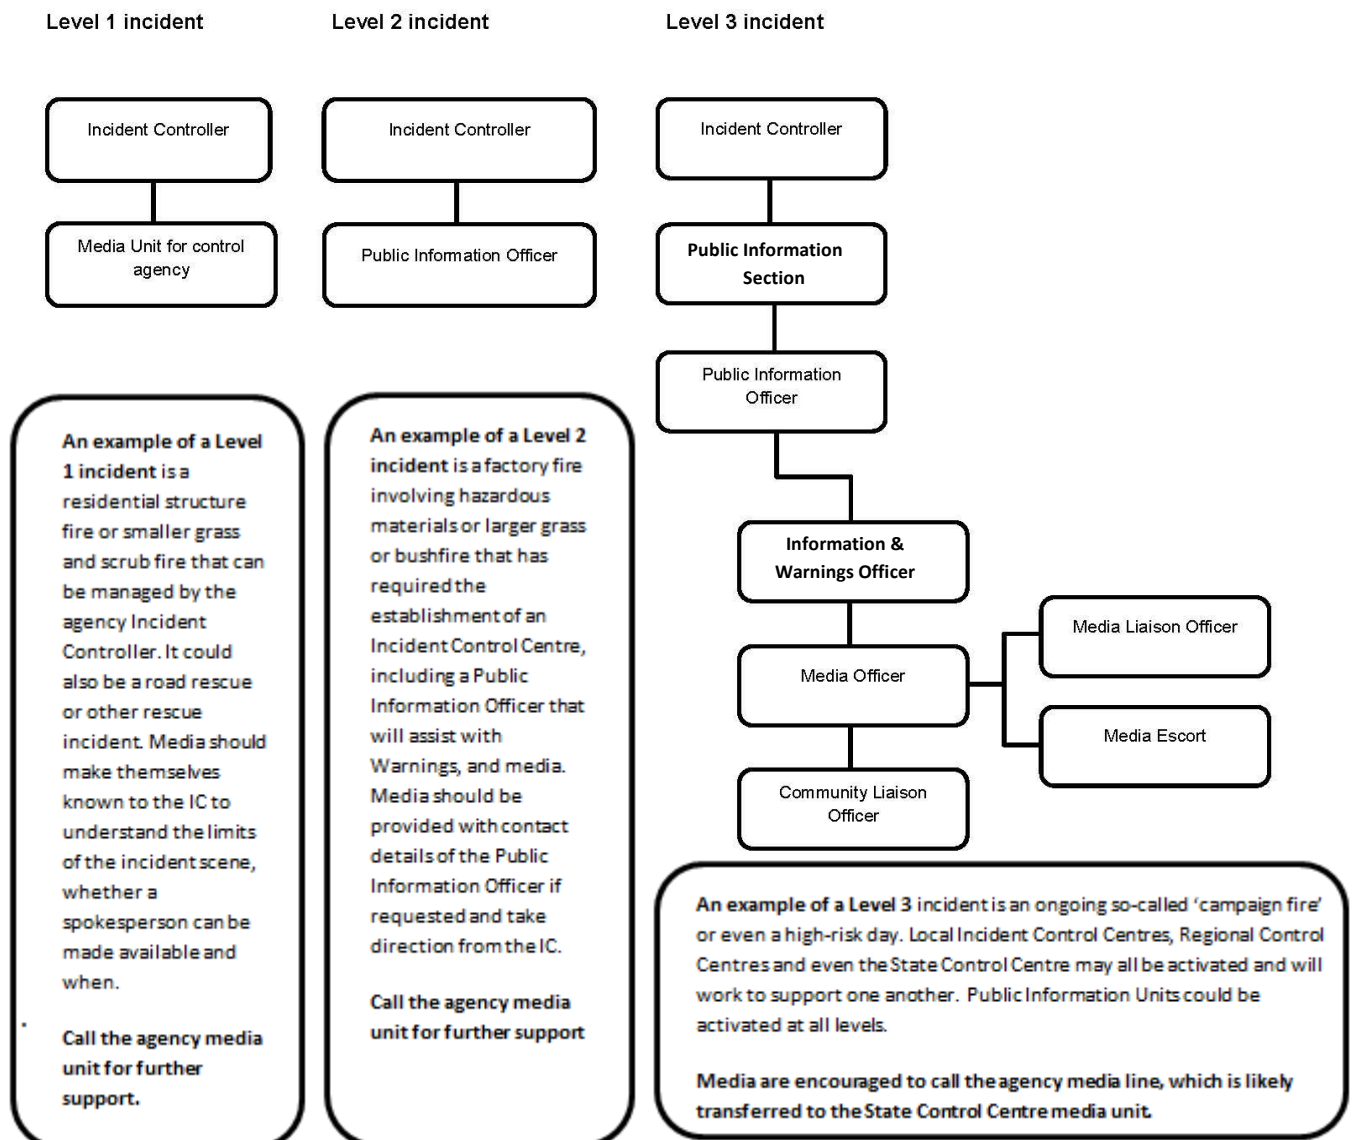 Level 1 incident
Level 2 incident
Level 3 incident
Incident Controller
Incident Controller
Incident Controller
Media Unit for control
agency
Public Information Officer
Public Information
Section
Public Information
Officer
Information &
Warnings Officer
Media Officer
Media Liaison Officer
Media Escort
Community Liaison
Officer
An example of a Level
1 incident is a
residential structure
fire or smaller grass
and scrub fire that can
be managed by the
agency Incident
Controller. It could
also be a road rescue
or other rescue
incident. Media should
make themselves
known to the IC to
understand the limits
of the incident scene,
whether a
spokesperson can be
made available and
when.
.
Call the agency media
unit for further
support.
An example of a Level 2
incident is a factory fire
involving hazardous
materials or larger grass
or bushfire that has
required the
establishment of an
Incident Control Centre,
including a Public
Information Officer that
will assist with
Warnings, and media.
Media should be
provided with contact
details of the Public
Information Officer if
requested and take
direction from the IC.
Call the agency media
unit for further support
An example of a Level 3 incident is an ongoing so-called ‘campaign fire’
or even a high-risk day. Local Incident Control Centres, Regional Control
Centres and even the State Control Centre may all be activated and will
work to support one another. Public Information Units could be
activated at all levels.
Media are encouraged to call the agency media line, which is likely
transferred to the State Control Centre media unit.